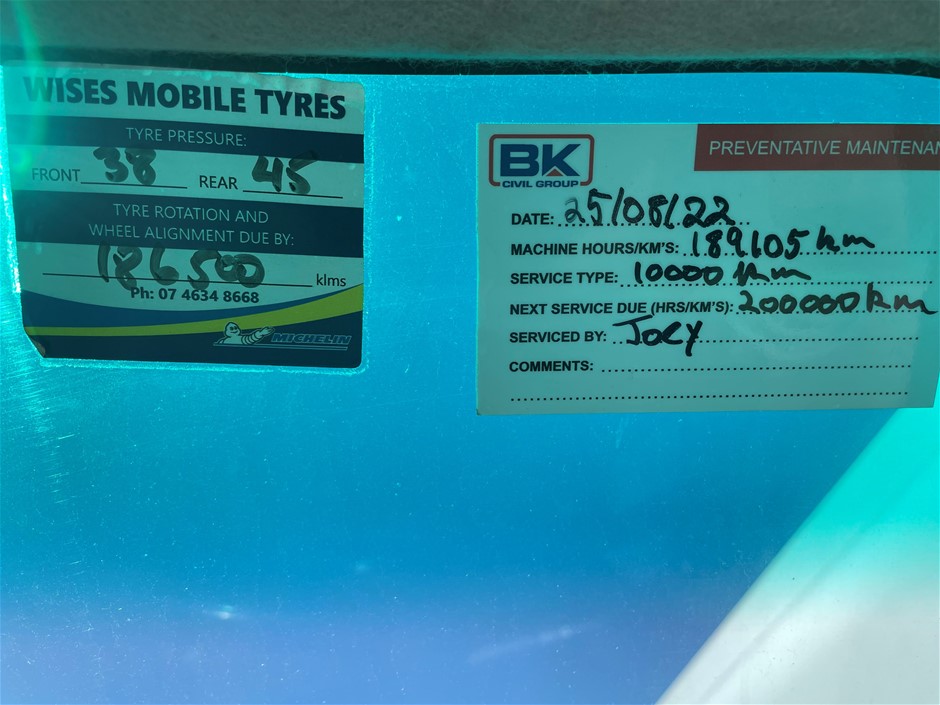 WISES MOBILE TYRES
TYRE PRESSURE:
FRONT 38 REAR 45
TYRE ROTATION AND
WHEEL ALIGNMENT DUE BY:
186500 klms
Ph: 07 4634 8668
MICHELIN
BK
CIVIL GROUP
PREVENTATIVE MAINTENAN
DATE: 25/08/22
MACHINE HOURS/KM'S: 189105 km
SERVICE TYPE: 10000 km
NEXT SERVICE DUE (HRS/KM'S): 200000 km
SERVICED BY: Joey
COMMENTS: